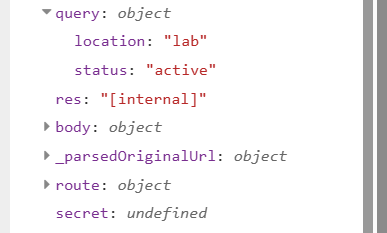 query: object
location: "lab"
status: "active"
res: "[internal]"
body: object
_parsedOriginalUrl: object
route: object
secret: undefined